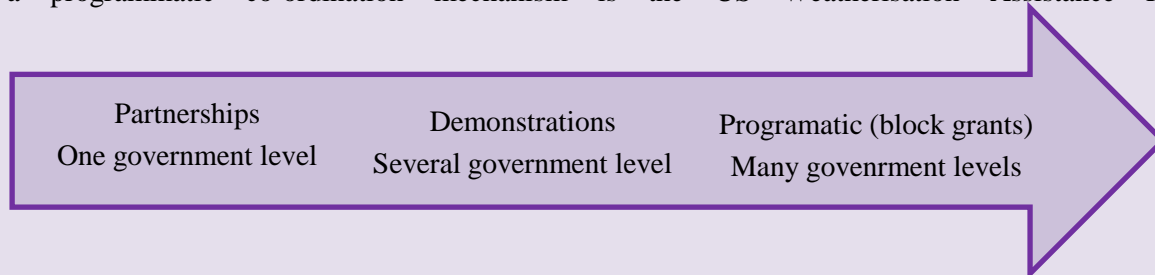 a programmatic co-ordination mechanism is the US Weatherisation Assistance
Partnerships
One government level
Demonstrations
Several government level
Programatic (block grants)
Many govenrment levels